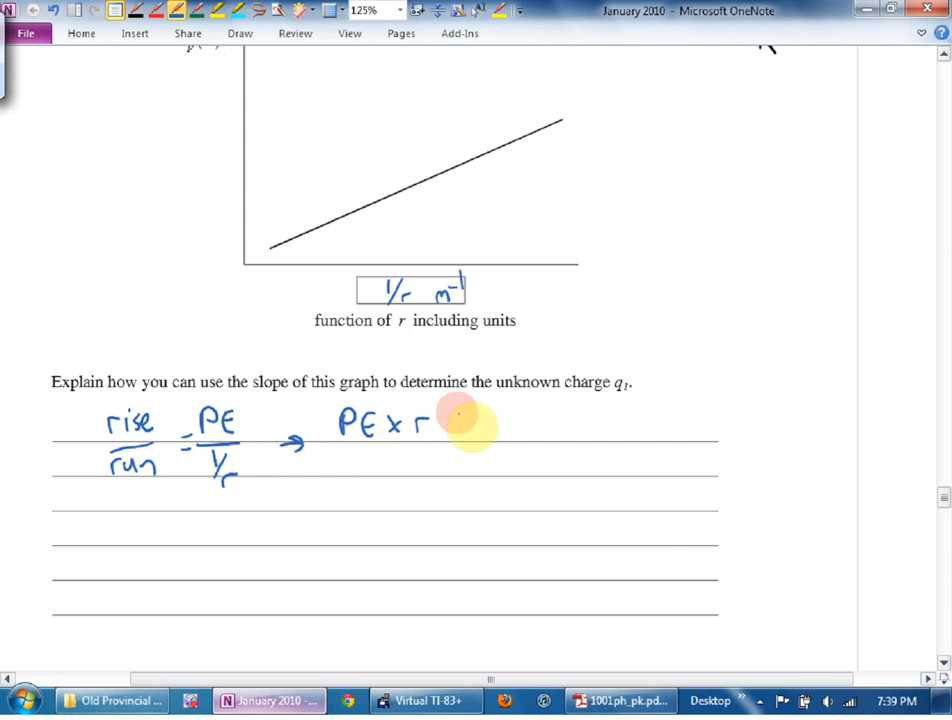 January 2010 - Microsoft OneNote
125%
File Home Insert Share Draw Review View Pages Add-Ins
1/r m⁻¹
function of r including units
Explain how you can use the slope of this graph to determine the unknown charge q₁.
rise/run = PE/(1/r) → PE x r
Old Provincial ... January 2010 -... Virtual TI-83+ 1001ph_pk.pd... Desktop 7:39 PM